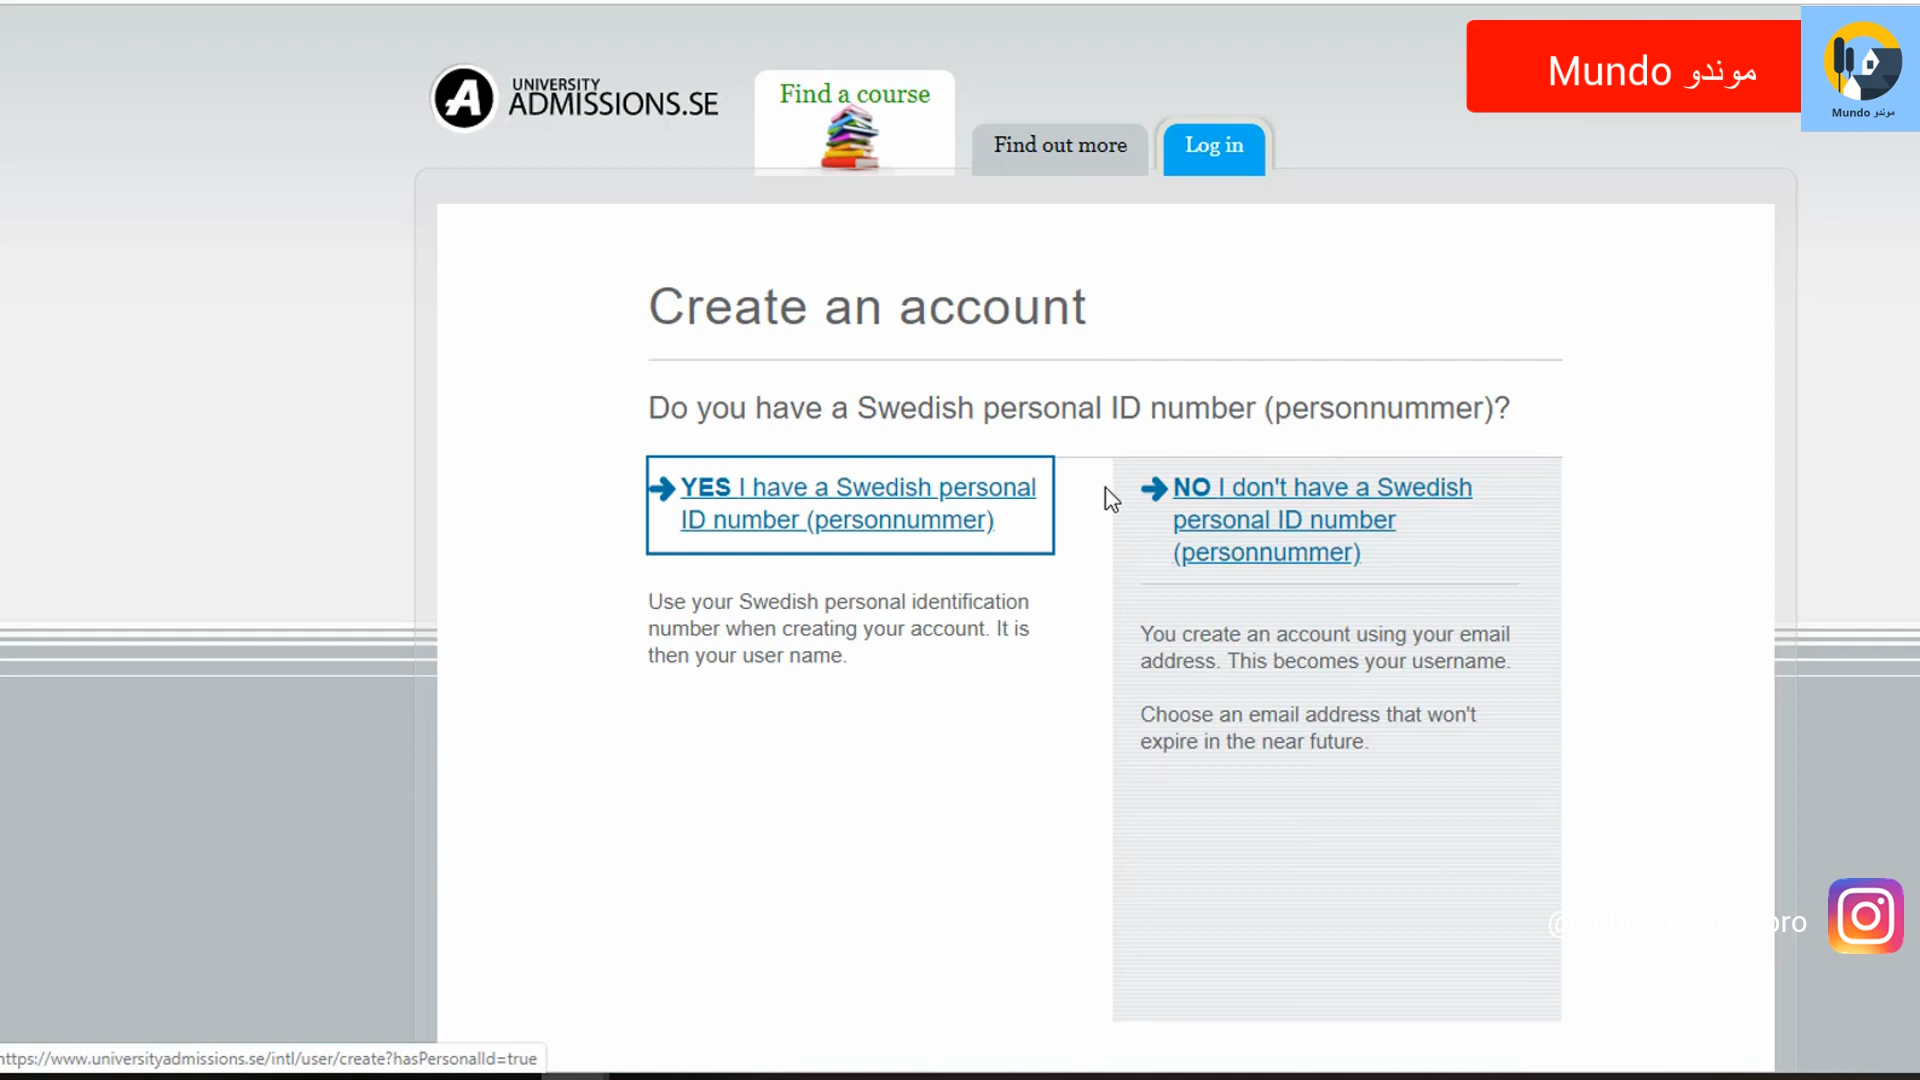 UNIVERSITY
ADMISSIONS.SE
Find a course
Find out more
Log in
Mundo موندو
Mundo موندو
Create an account
Do you have a Swedish personal ID number (personnummer)?
YES I have a Swedish personal
ID number (personnummer)
Use your Swedish personal identification
number when creating your account. It is
then your user name.
NO I don't have a Swedish
personal ID number
(personnummer)
You create an account using your email
address. This becomes your username.
Choose an email address that won't
expire in the near future.
https://www.universityadmissions.se/intl/user/create?hasPersonalId=true